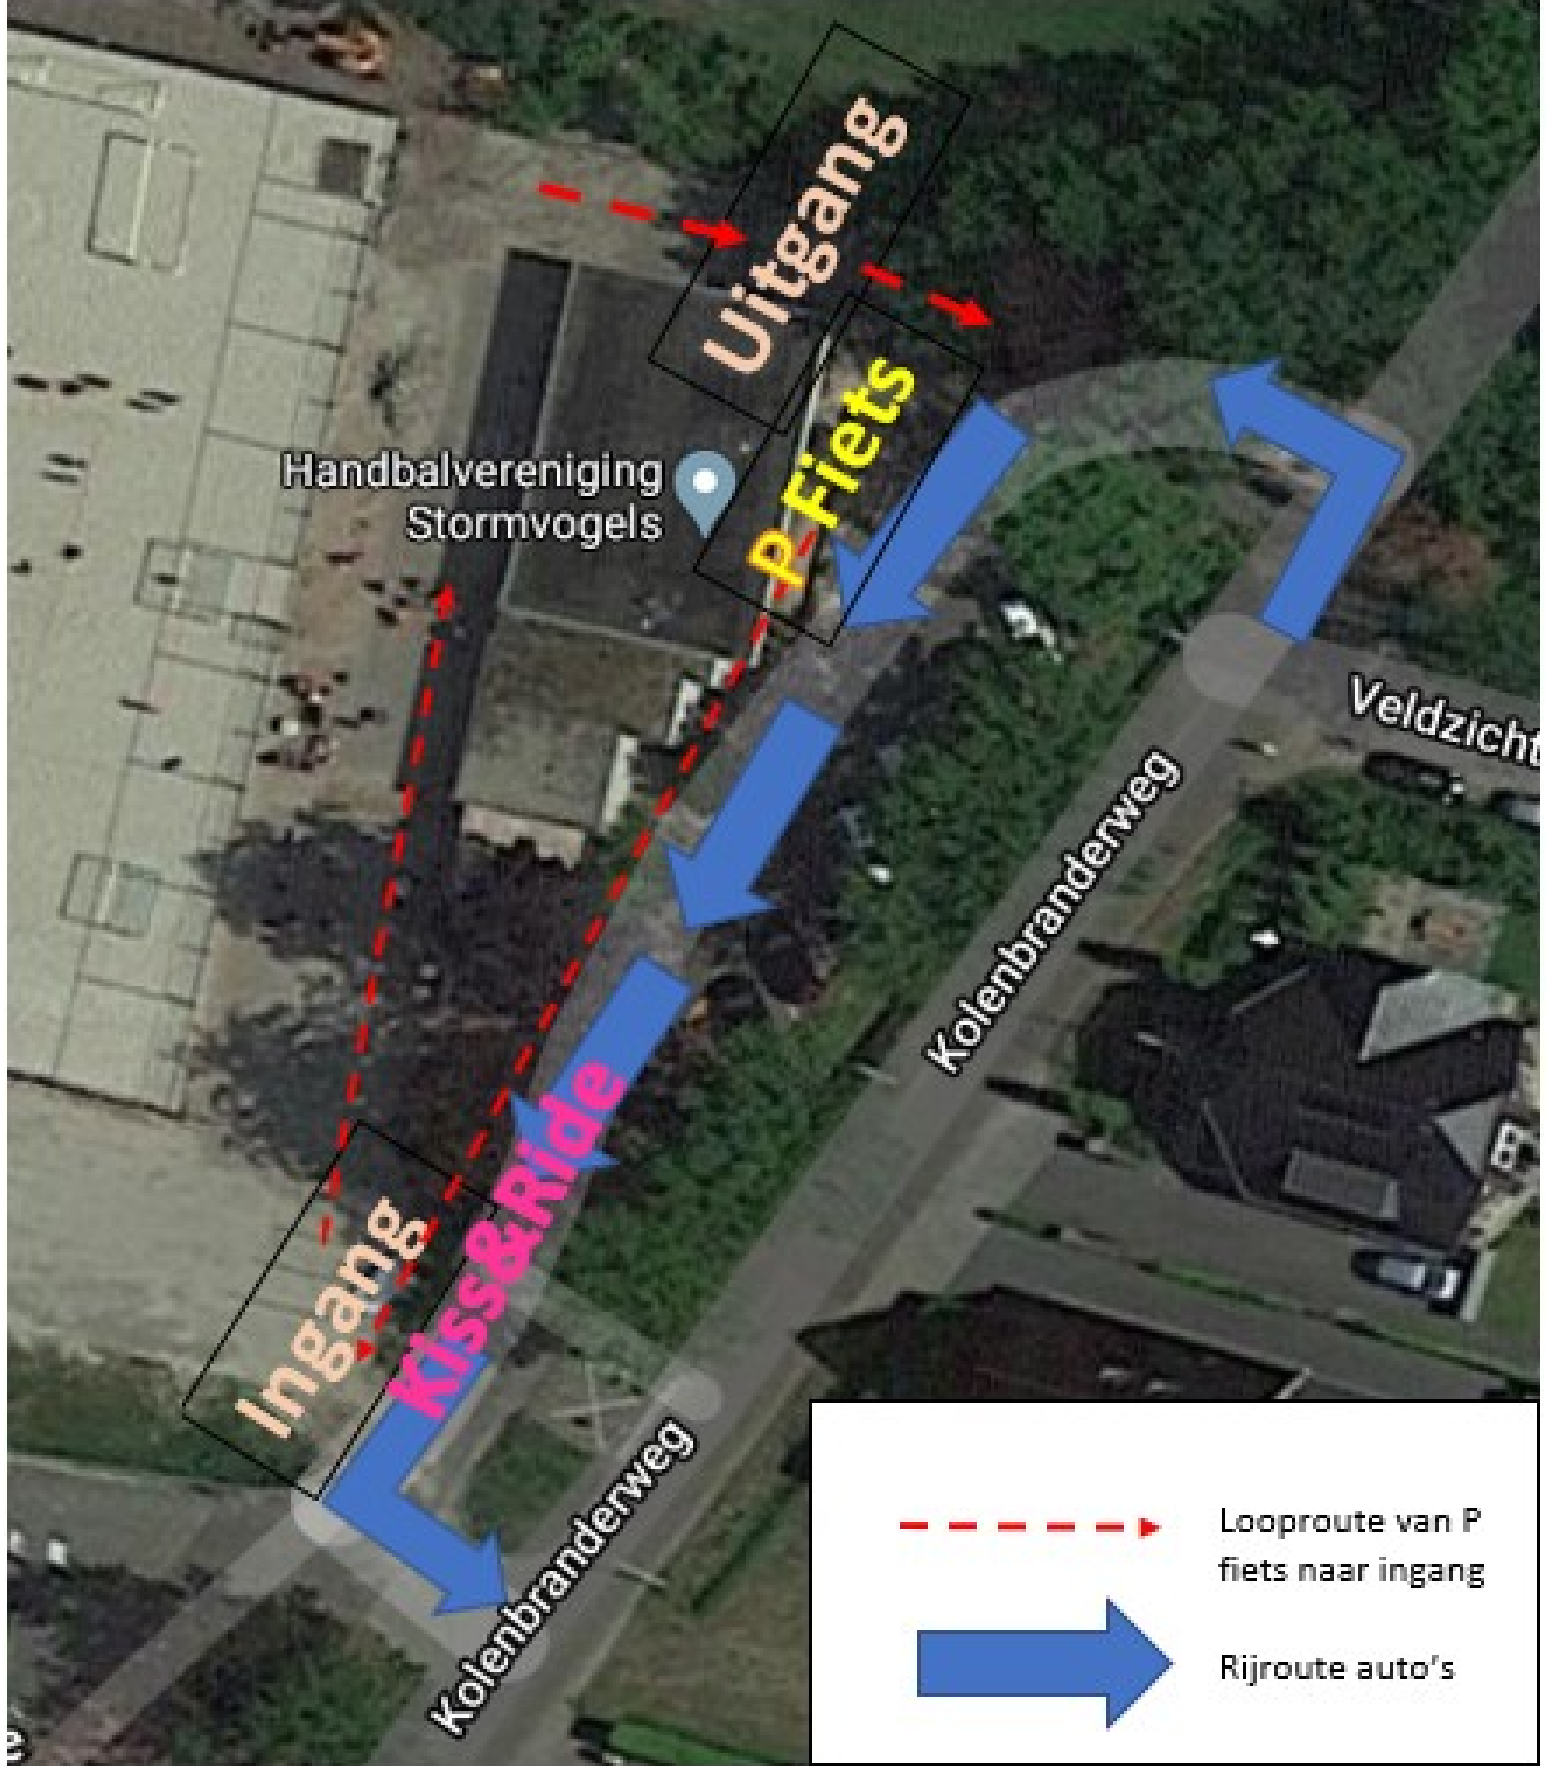 Uitgang
P Fiets
Handbalvereniging
Stormvogels
Veldzicht
Kolenbranderweg
Kiss&Ride
Ingang
Kolenbranderweg
Looproute van P
fiets naar ingang
Rijroute auto's